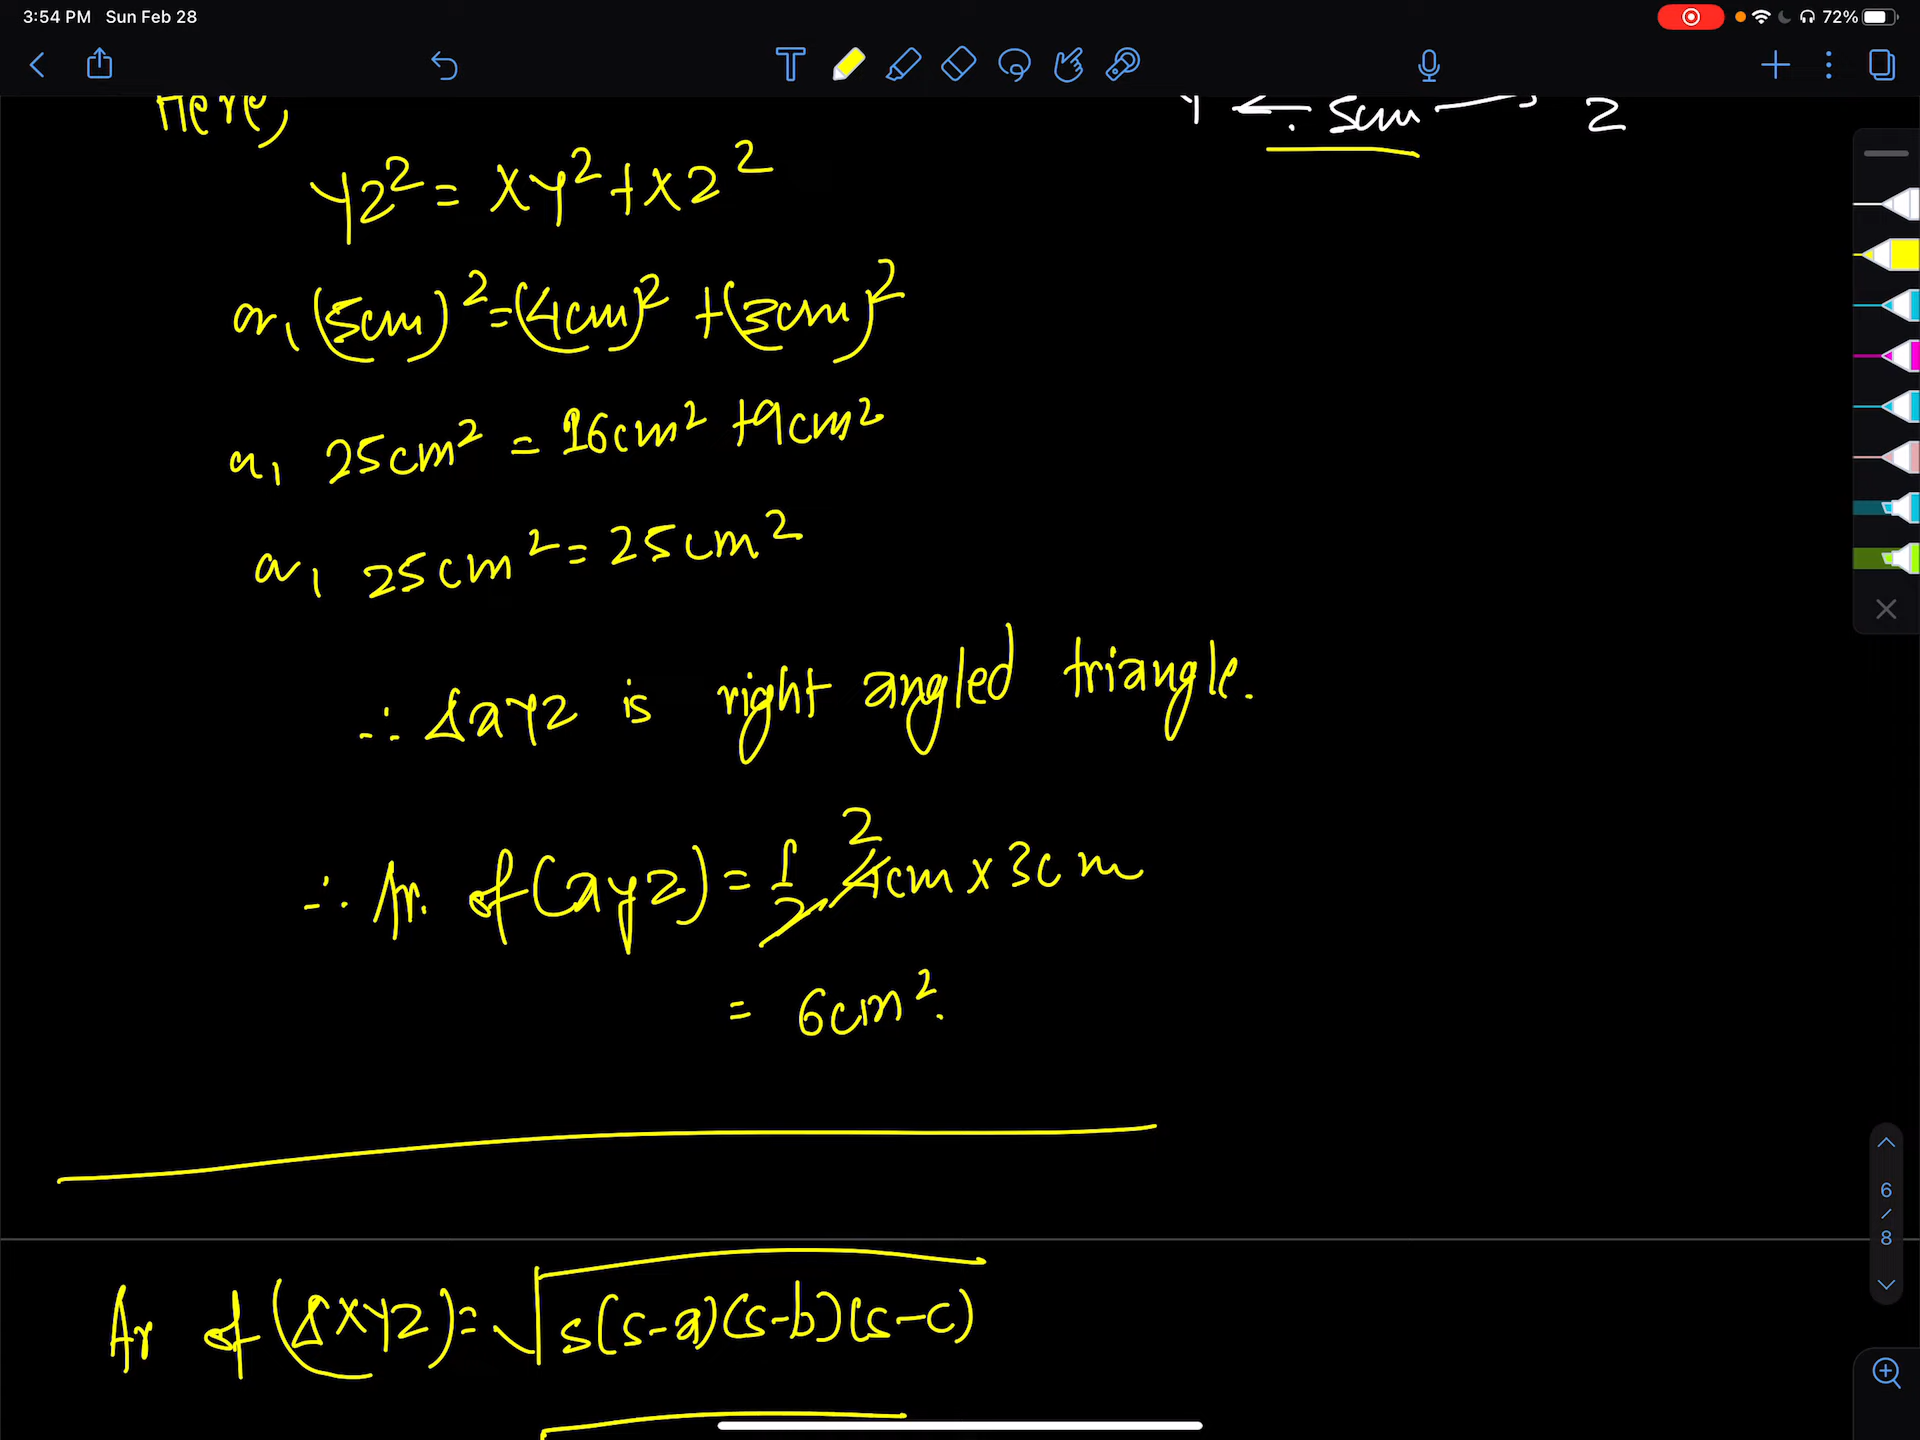 3:54 PM Sun Feb 28
72%
Here,
Y ← 5cm → Z
YZ² = XY² + XZ²
or, (5cm)² = (4cm)² + (3cm)²
or, 25cm² = 16cm² + 9cm²
or, 25cm² = 25cm²
∴ ΔXYZ is right angled triangle.
∴ Ar. of (XYZ) = 1/2 4cm × 3cm
2
= 6cm².
6
/
8
Ar of (ΔXYZ) = √s(s-a)(s-b)(s-c)